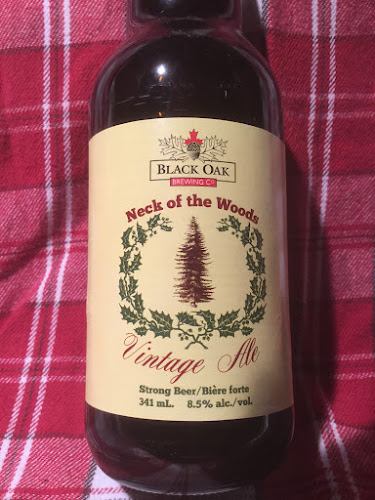 BLACK OAK
BREWING CO
Neck of the Woods
Vintage Ale
Strong Beer/Bière forte
341 mL. 8.5% alc./vol.